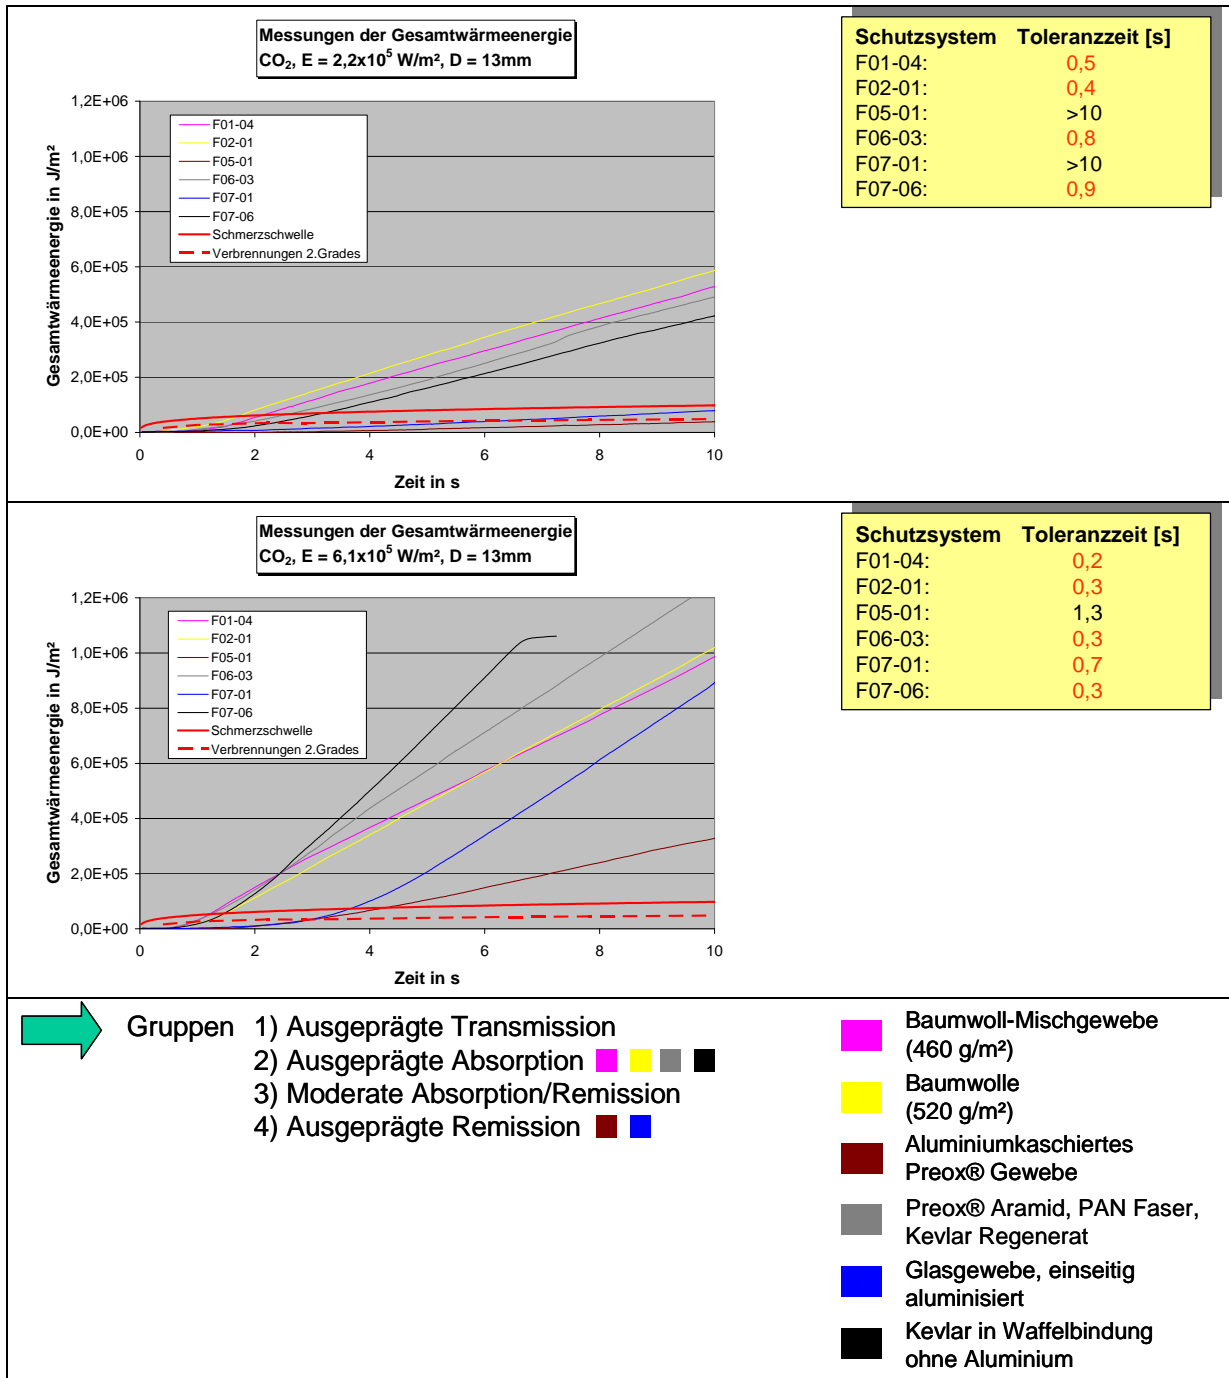 Messungen der Gesamtwärmeenergie
CO₂, E = 2,2x10⁵ W/m², D = 13mm
Gesamtwärmeenergie in J/m²
1,2E+06
1,0E+06
8,0E+05
6,0E+05
4,0E+05
2,0E+05
0,0E+00
F01-04
F02-01
F05-01
F06-03
F07-01
F07-06
Schmerzschwelle
Verbrennungen 2.Grades
0 2 4 6 8 10
Zeit in s
Schutzsystem Toleranzzeit [s]
F01-04: 0,5
F02-01: 0,4
F05-01: >10
F06-03: 0,8
F07-01: >10
F07-06: 0,9
Messungen der Gesamtwärmeenergie
CO₂, E = 6,1x10⁵ W/m², D = 13mm
Gesamtwärmeenergie in J/m²
1,2E+06
1,0E+06
8,0E+05
6,0E+05
4,0E+05
2,0E+05
0,0E+00
F01-04
F02-01
F05-01
F06-03
F07-01
F07-06
Schmerzschwelle
Verbrennungen 2.Grades
0 2 4 6 8 10
Zeit in s
Schutzsystem Toleranzzeit [s]
F01-04: 0,2
F02-01: 0,3
F05-01: 1,3
F06-03: 0,3
F07-01: 0,7
F07-06: 0,3
Gruppen 1) Ausgeprägte Transmission
2) Ausgeprägte Absorption
3) Moderate Absorption/Remission
4) Ausgeprägte Remission
Baumwoll-Mischgewebe
(460 g/m²)
Baumwolle
(520 g/m²)
Aluminiumkaschiertes
Preox® Gewebe
Preox® Aramid, PAN Faser,
Kevlar Regenerat
Glasgewebe, einseitig
aluminisiert
Kevlar in Waffelbindung
ohne Aluminium